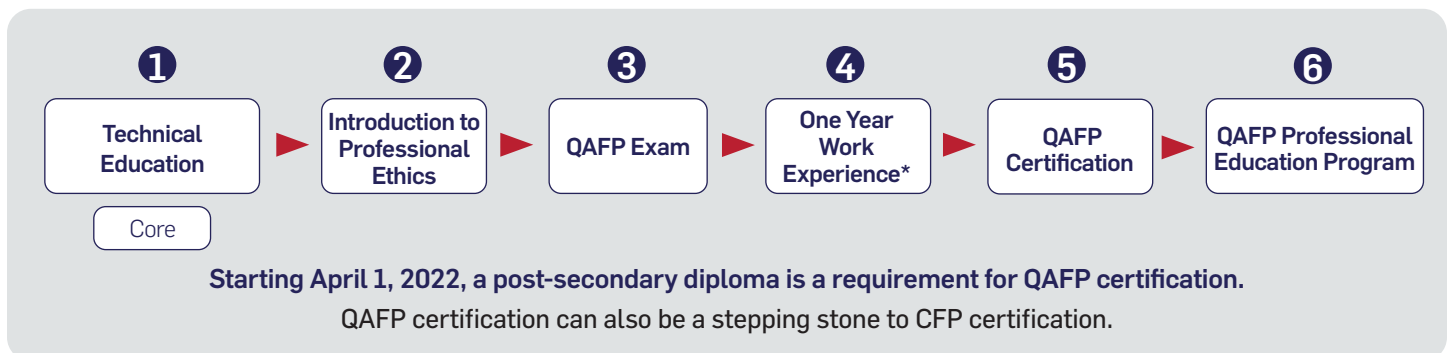 1
Technical
Education
Core
2
Introduction to
Professional
Ethics
3
QAFP Exam
4
One Year
Work
Experience*
5
QAFP
Certification
6
QAFP Professional
Education Program
Starting April 1, 2022, a post-secondary diploma is a requirement for QAFP certification.
QAFP certification can also be a stepping stone to CFP certification.